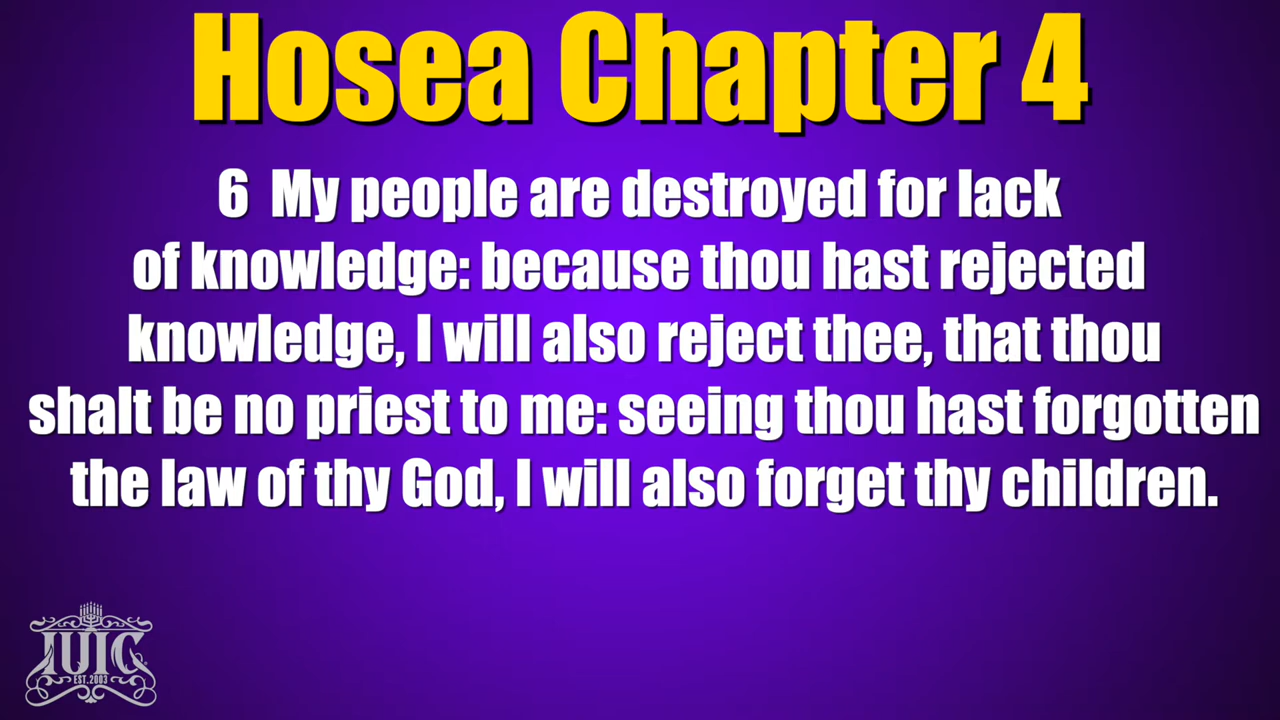 Hosea Chapter 4
6 My people are destroyed for lack
of knowledge: because thou hast rejected
knowledge, I will also reject thee, that thou
shalt be no priest to me: seeing thou hast forgotten
the law of thy God, I will also forget thy children.
IUIC
EST. 2003